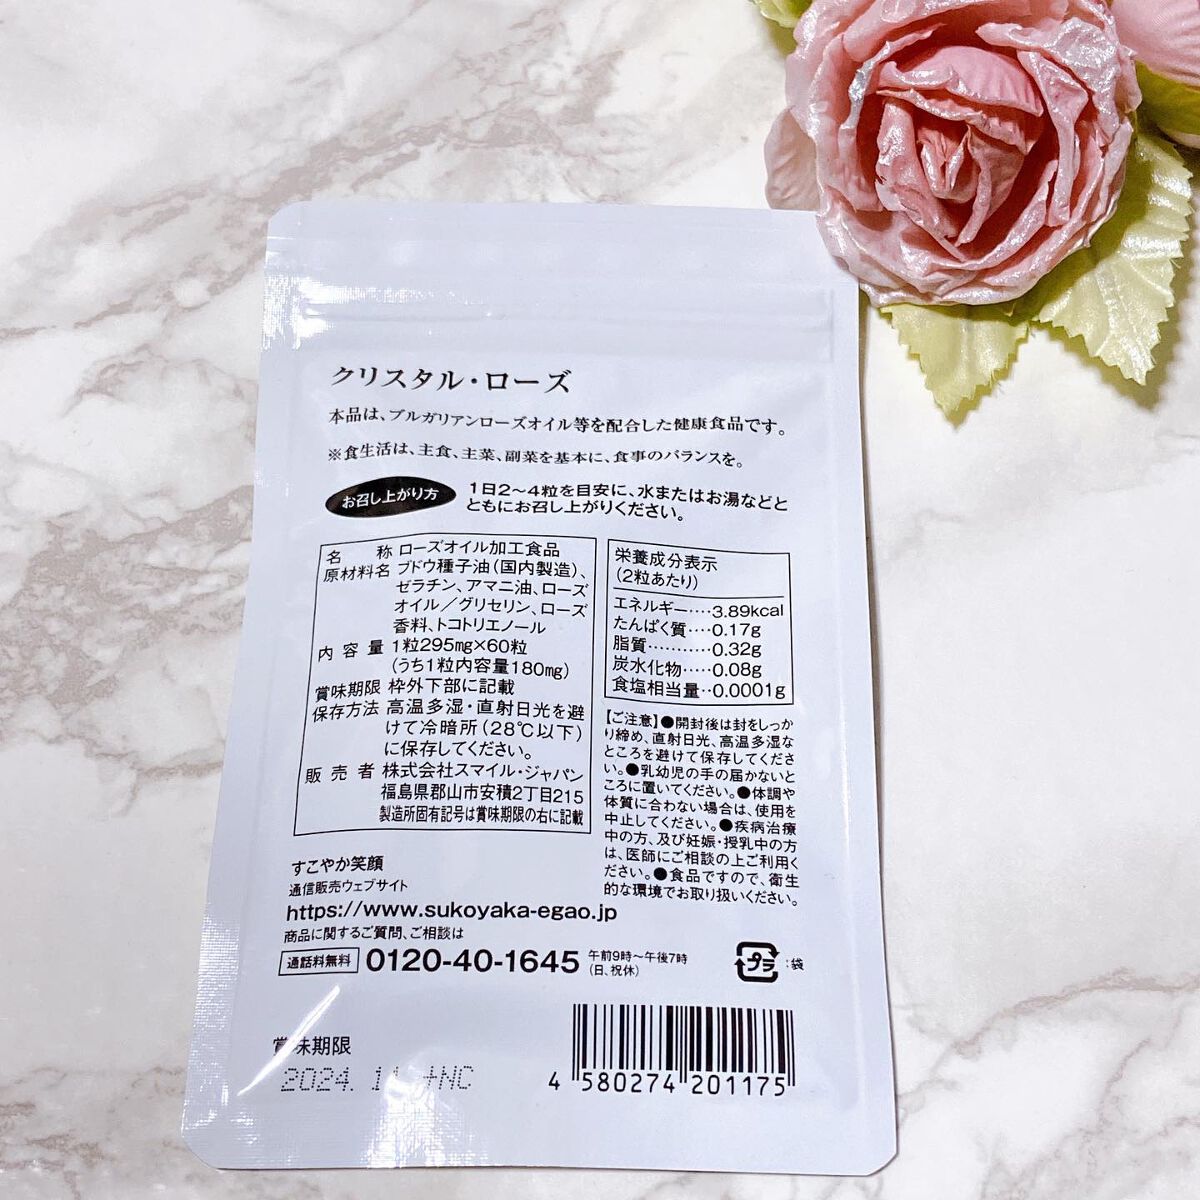 クリスタル・ローズ
本品は、ブルガリアンローズオイル等を配合した健康食品です。
※食生活は、主食、主菜、副菜を基本に、食事のバランスを。
お召し上がり方
1日2～4粒を目安に、水またはお湯などと
ともにお召し上がりください。
名称 ローズオイル加工食品
原材料名 ブドウ種子油（国内製造）、
ゼラチン、アマニ油、ローズ
オイル／グリセリン、ローズ
香料、トコトリエノール
内容量 1粒295mg×60粒
（うち1粒内容量180mg）
賞味期限 枠外下部に記載
保存方法 高温多湿・直射日光を避
けて冷暗所（28℃以下）
に保存してください。
販売者 株式会社スマイル・ジャパン
福島県郡山市安積2丁目215
製造所固有記号は賞味期限の右に記載
栄養成分表示
（2粒あたり）
エネルギー‥‥3.89kcal
たんぱく質‥‥0.17g
脂質‥‥‥‥‥0.32g
炭水化物‥‥‥0.08g
食塩相当量‥0.0001g
【ご注意】●開封後は封をしっか
り締め、直射日光、高温多湿な
ところを避けて保存してくださ
い。●乳幼児の手の届かないと
ころに置いてください。●体調や
体質に合わない場合は、使用を
中止してください。●疾病治療
中の方、及び妊娠・授乳中の方
は、医師にご相談の上ご利用く
ださい。●食品ですので、衛生
的な環境でお取り扱いください。
すこやか笑顔
通信販売ウェブサイト
https://www.sukoyaka-egao.jp
商品に関するご質問、ご相談は
通話料無料 0120-40-1645 午前9時～午後7時
（日、祝休）
プラ :袋
賞味期限
2024. 11 +NC
4 580274 201175